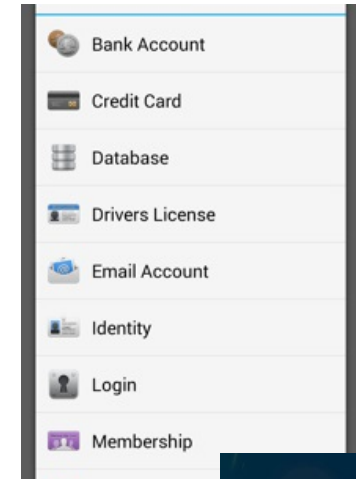 Bank Account
Credit Card
Database
Drivers License
Email Account
Identity
Login
Membership